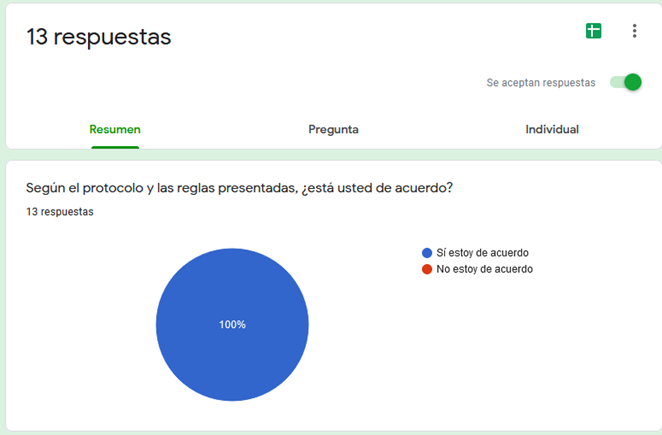 13 respuestas
Se aceptan respuestas
Resumen
Pregunta
Individual
Según el protocolo y las reglas presentadas, ¿está usted de acuerdo?
13 respuestas
100%
Sí estoy de acuerdo
No estoy de acuerdo